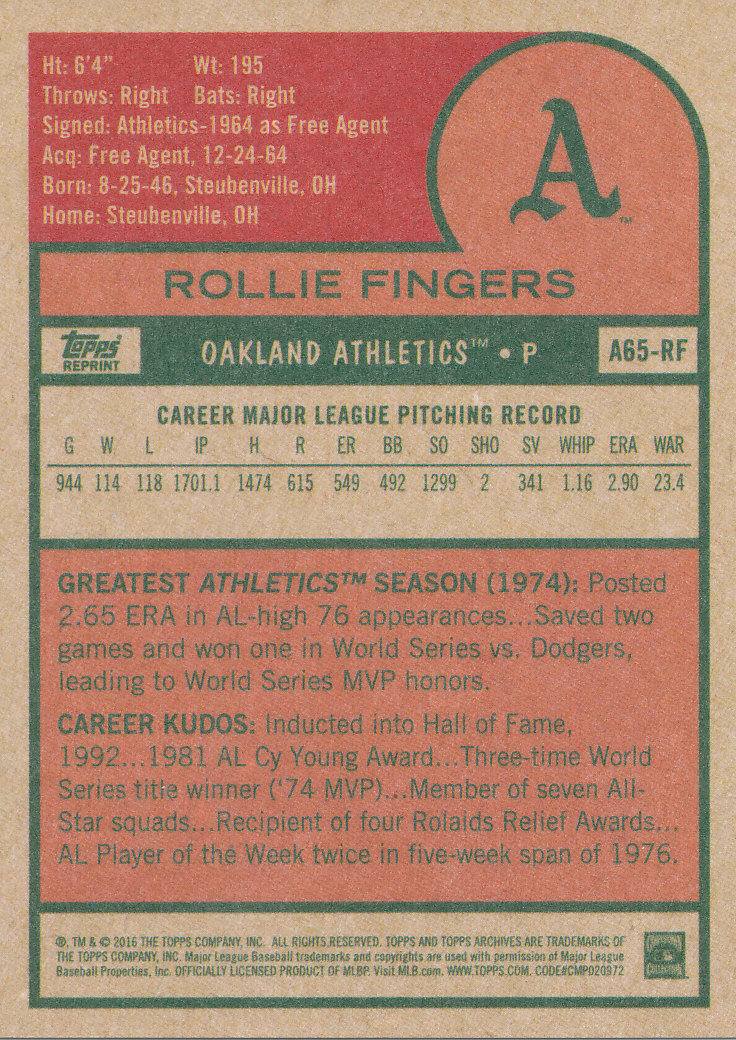 Ht: 6'4" Wt: 195
Throws: Right Bats: Right
Signed: Athletics-1964 as Free Agent
Acq: Free Agent, 12-24-64
Born: 8-25-46, Steubenville, OH
Home: Steubenville, OH
A™
ROLLIE FINGERS
Topps
REPRINT
OAKLAND ATHLETICS™ • P
A65-RF
CAREER MAJOR LEAGUE PITCHING RECORD
G W L IP H R ER BB SO SHO SV WHIP ERA WAR
944 114 118 1701.1 1474 615 549 492 1299 2 341 1.16 2.90 23.4
GREATEST ATHLETICS™ SEASON (1974): Posted
2.65 ERA in AL-high 76 appearances...Saved two
games and won one in World Series vs. Dodgers,
leading to World Series MVP honors.
CAREER KUDOS: Inducted into Hall of Fame,
1992...1981 AL Cy Young Award...Three-time World
Series title winner ('74 MVP)...Member of seven All-
Star squads...Recipient of four Rolaids Relief Awards...
AL Player of the Week twice in five-week span of 1976.
®, TM & © 2016 THE TOPPS COMPANY, INC. ALL RIGHTS RESERVED. TOPPS AND TOPPS ARCHIVES ARE TRADEMARKS OF
THE TOPPS COMPANY, INC. Major League Baseball trademarks and copyrights are used with permission of Major League
Baseball Properties, Inc. OFFICIALLY LICENSED PRODUCT OF MLBP. Visit MLB.com. WWW.TOPPS.COM. CODE#CMP020972